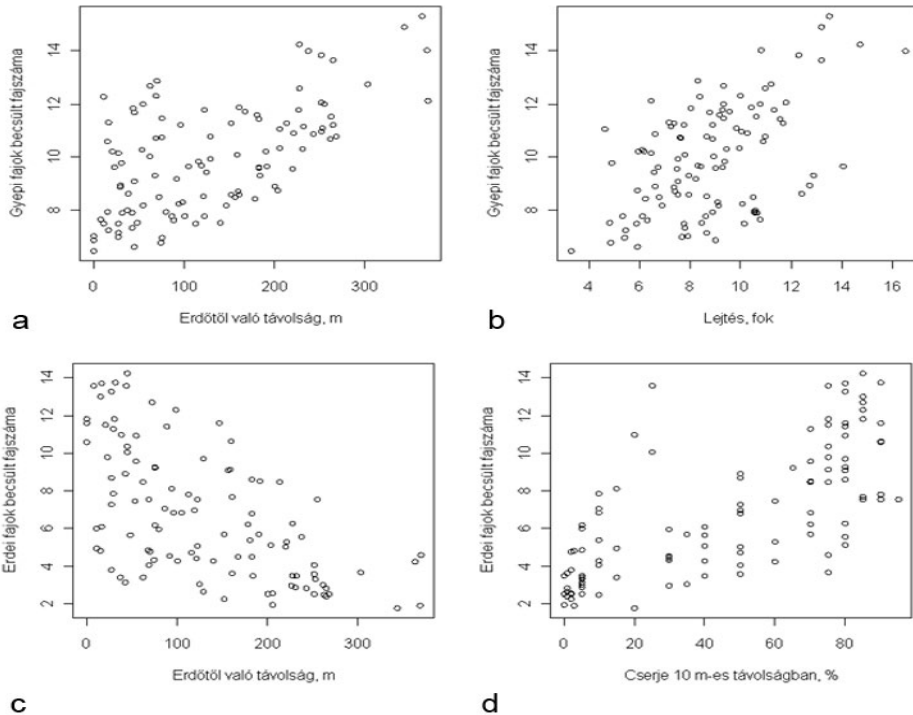 Gyepi fajok becsült fajszáma
14
12
10
8
0 100 200 300
Erdőtől való távolság, m
a
Gyepi fajok becsült fajszáma
14
12
10
8
4 6 8 10 12 14 16
Lejtés, fok
b
Erdei fajok becsült fajszáma
14
12
10
8
6
4
2
0 100 200 300
Erdőtől való távolság, m
c
Erdei fajok becsült fajszáma
14
12
10
8
6
4
2
0 20 40 60 80
Cserje 10 m-es távolságban, %
d